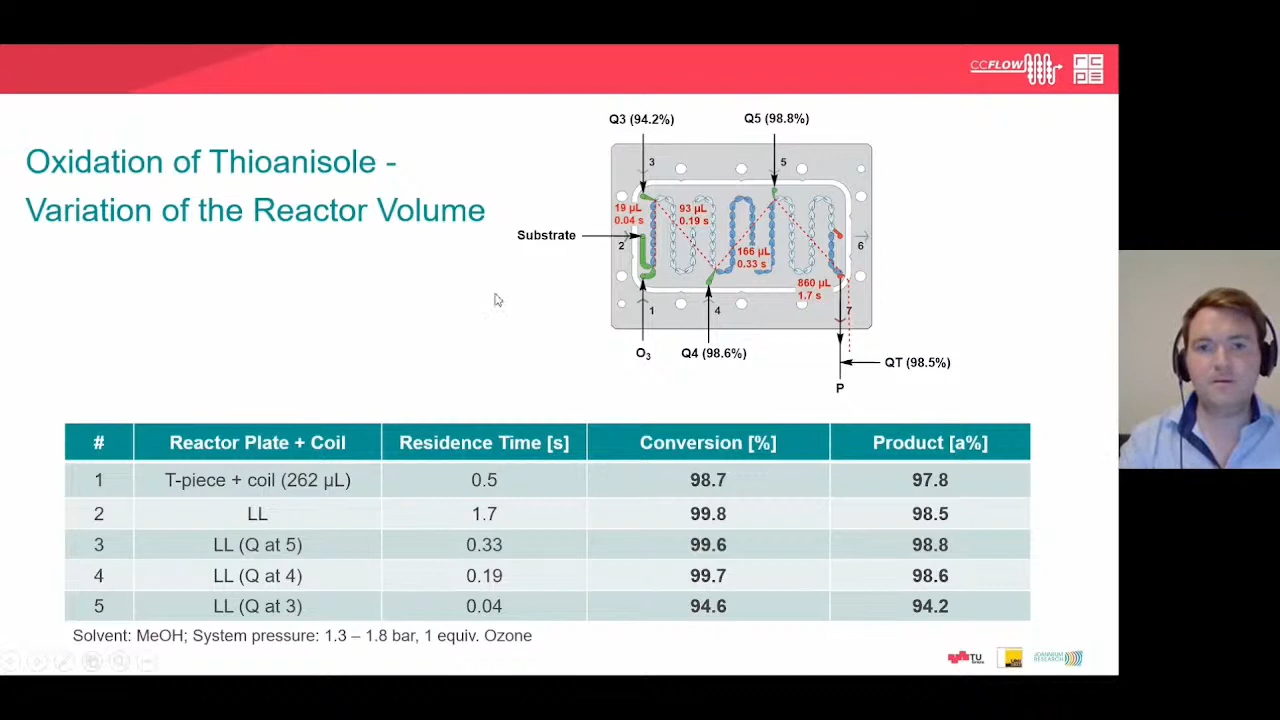 CCFLOW
Oxidation of Thioanisole -
Variation of the Reactor Volume
Q3 (94.2%)
Q5 (98.8%)
3
5
19 µL
0.04 s
93 µL
0.19 s
Substrate
2
6
166 µL
0.33 s
860 µL
1.7 s
1
4
7
O3
Q4 (98.6%)
QT (98.5%)
P
# Reactor Plate + Coil Residence Time [s] Conversion [%] Product [a%]
1 T-piece + coil (262 µL) 0.5 98.7 97.8
2 LL 1.7 99.8 98.5
3 LL (Q at 5) 0.33 99.6 98.8
4 LL (Q at 4) 0.19 99.7 98.6
5 LL (Q at 3) 0.04 94.6 94.2
Solvent: MeOH; System pressure: 1.3 – 1.8 bar, 1 equiv. Ozone
TU
JOANNEUM
RESEARCH